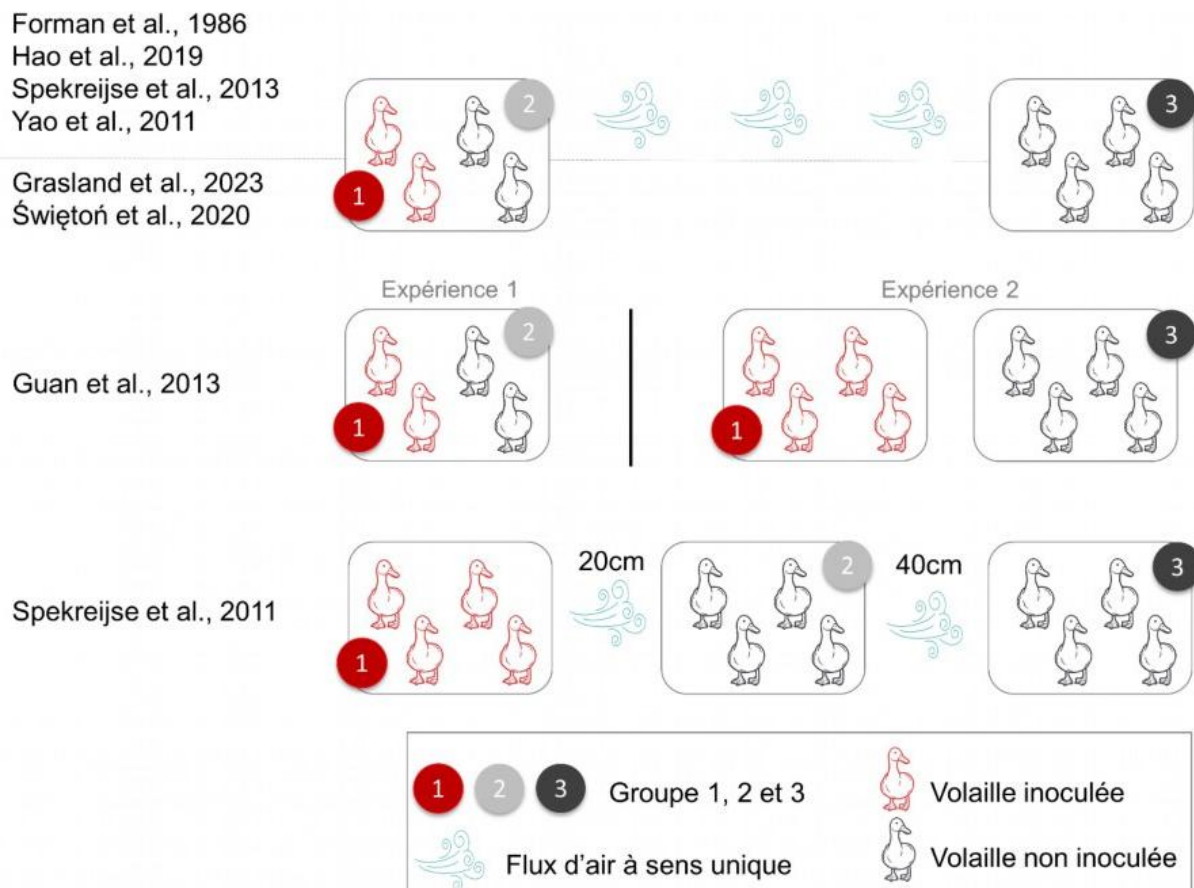 Forman et al., 1986
Hao et al., 2019
Spekreijse et al., 2013
Yao et al., 2011
2
3
Grasland et al., 2023
Świętoń et al., 2020
1
Expérience 1
Expérience 2
2
3
Guan et al., 2013
1
1
20cm
2
40cm
3
Spekreijse et al., 2011
1
1 2 3 Groupe 1, 2 et 3
Volaille inoculée
Flux d'air à sens unique
Volaille non inoculée